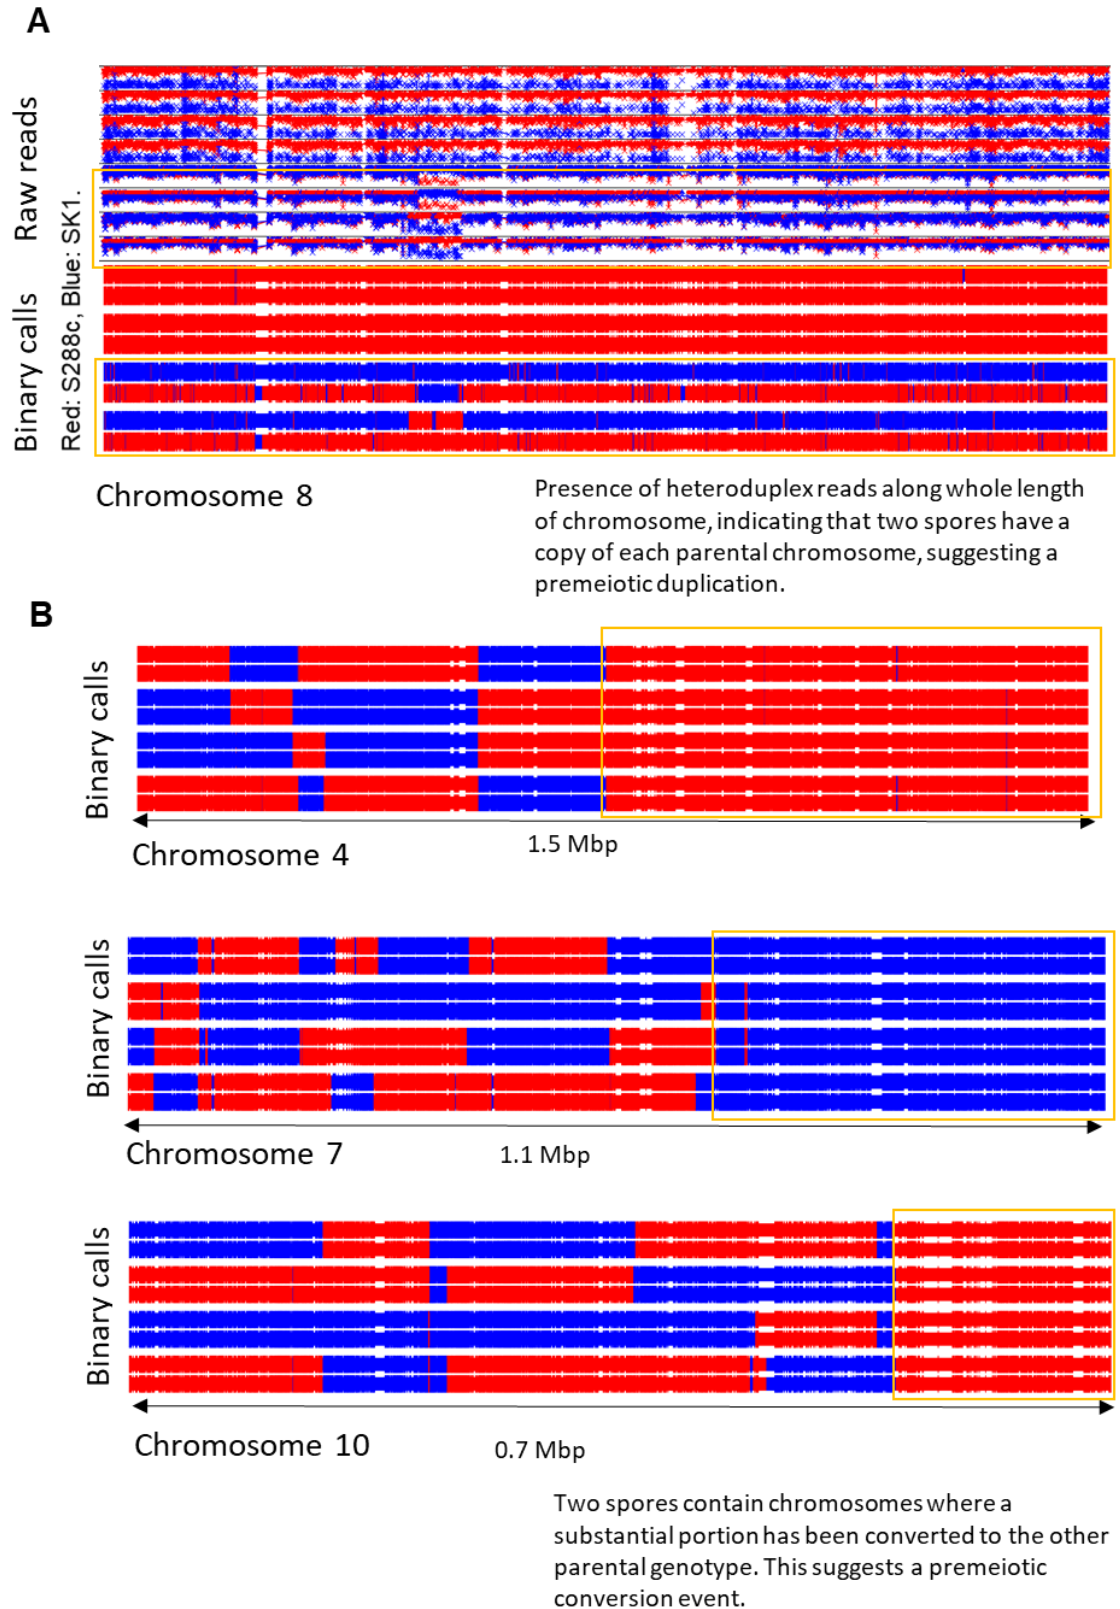 A
Raw reads
Binary calls
Red: S288c, Blue: SK1.
Chromosome 8
Presence of heteroduplex reads along whole length
of chromosome, indicating that two spores have a
copy of each parental chromosome, suggesting a
premeiotic duplication.
B
Binary calls
1.5 Mbp
Chromosome 4
Binary calls
Chromosome 7
1.1 Mbp
Binary calls
Chromosome 10
0.7 Mbp
Two spores contain chromosomes where a
substantial portion has been converted to the other
parental genotype. This suggests a premeiotic
conversion event.